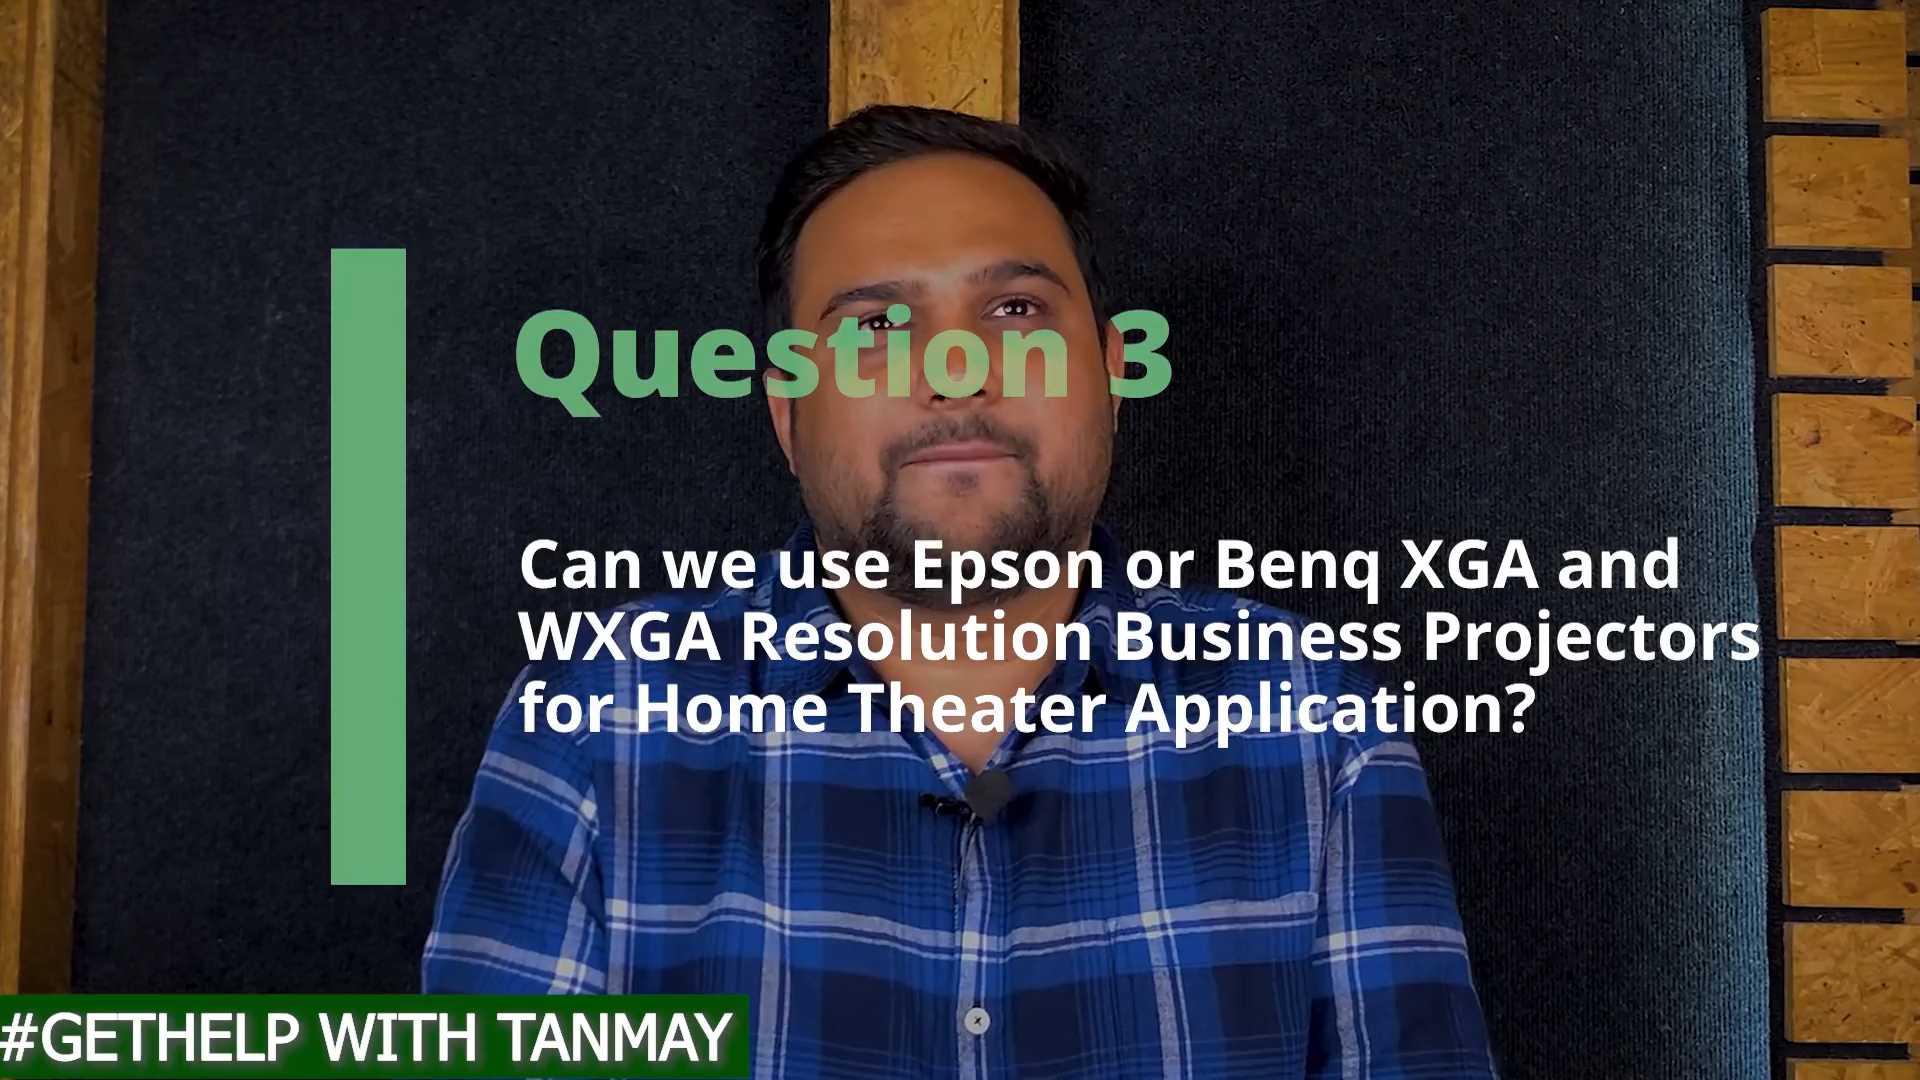 Question 3
Can we use Epson or Benq XGA and
WXGA Resolution Business Projectors
for Home Theater Application?
#GETHELP WITH TANMAY